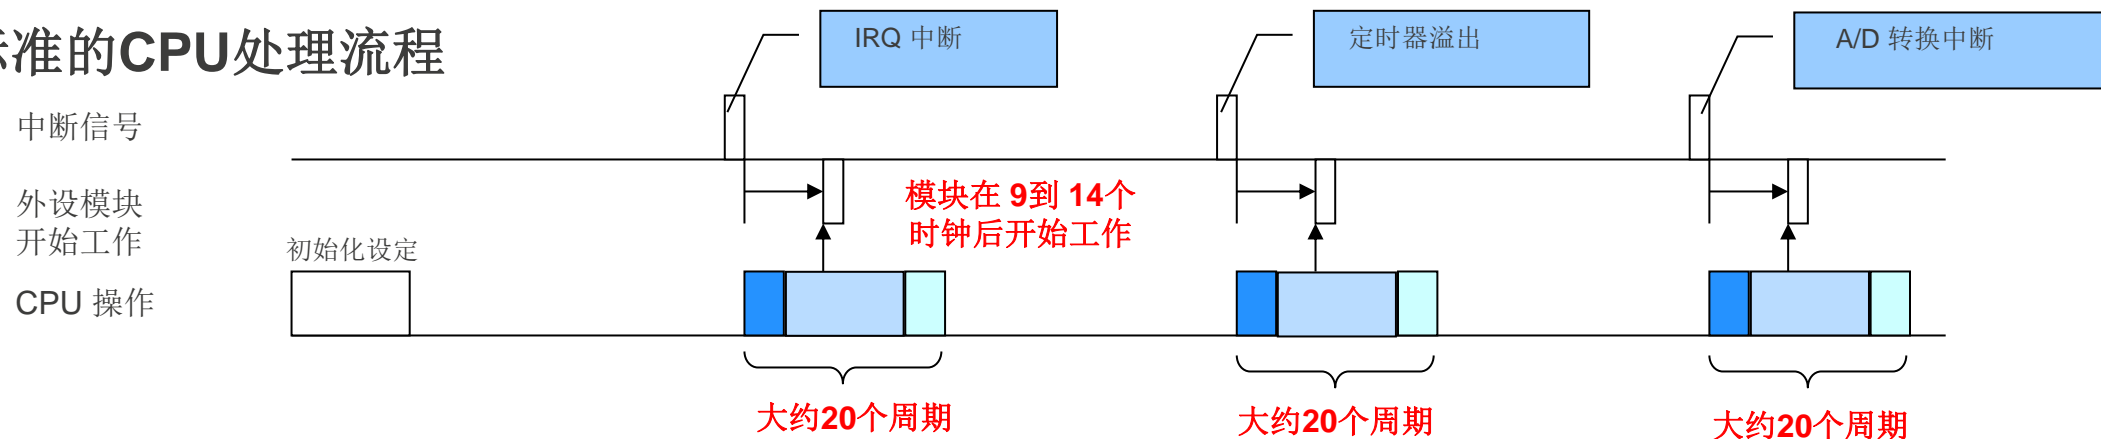 标准的CPU处理流程
IRQ 中断
定时器溢出
A/D 转换中断
中断信号
外设模块
开始工作
模块在 9到 14个
时钟后开始工作
初始化设定
CPU 操作
大约20个周期
大约20个周期
大约20个周期